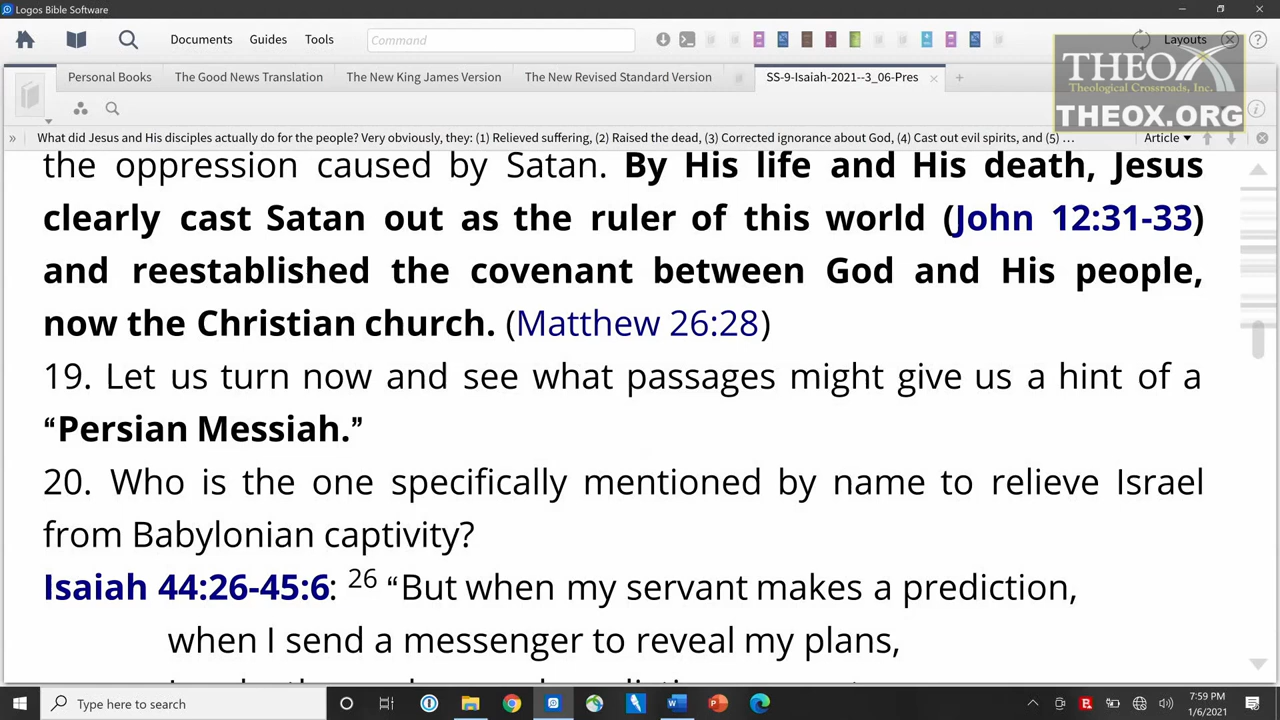 Logos Bible Software
Documents Guides Tools Command Layouts
THEOX
Theological Crossroads, Inc.
THEOX.ORG
Personal Books The Good News Translation The New King James Version The New Revised Standard Version SS-9-Isaiah-2021--3_06-Pres
» What did Jesus and His disciples actually do for the people? Very obviously, they: (1) Relieved suffering, (2) Raised the dead, (3) Corrected ignorance about God, (4) Cast out evil spirits, and (5) … Article
the oppression caused by Satan. By His life and His death, Jesus
clearly cast Satan out as the ruler of this world (John 12:31-33)
and reestablished the covenant between God and His people,
now the Christian church. (Matthew 26:28)
19. Let us turn now and see what passages might give us a hint of a
“Persian Messiah.”
20. Who is the one specifically mentioned by name to relieve Israel
from Babylonian captivity?
Isaiah 44:26-45:6: 26 “But when my servant makes a prediction,
when I send a messenger to reveal my plans,
Type here to search
7:59 PM
1/6/2021